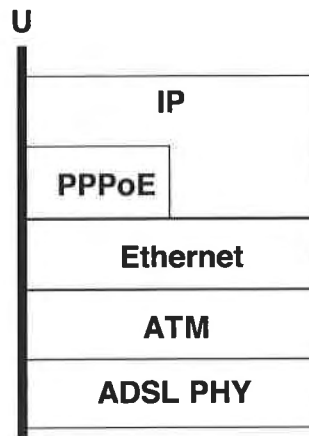 U
IP
PPPoE
Ethernet
ATM
ADSL PHY